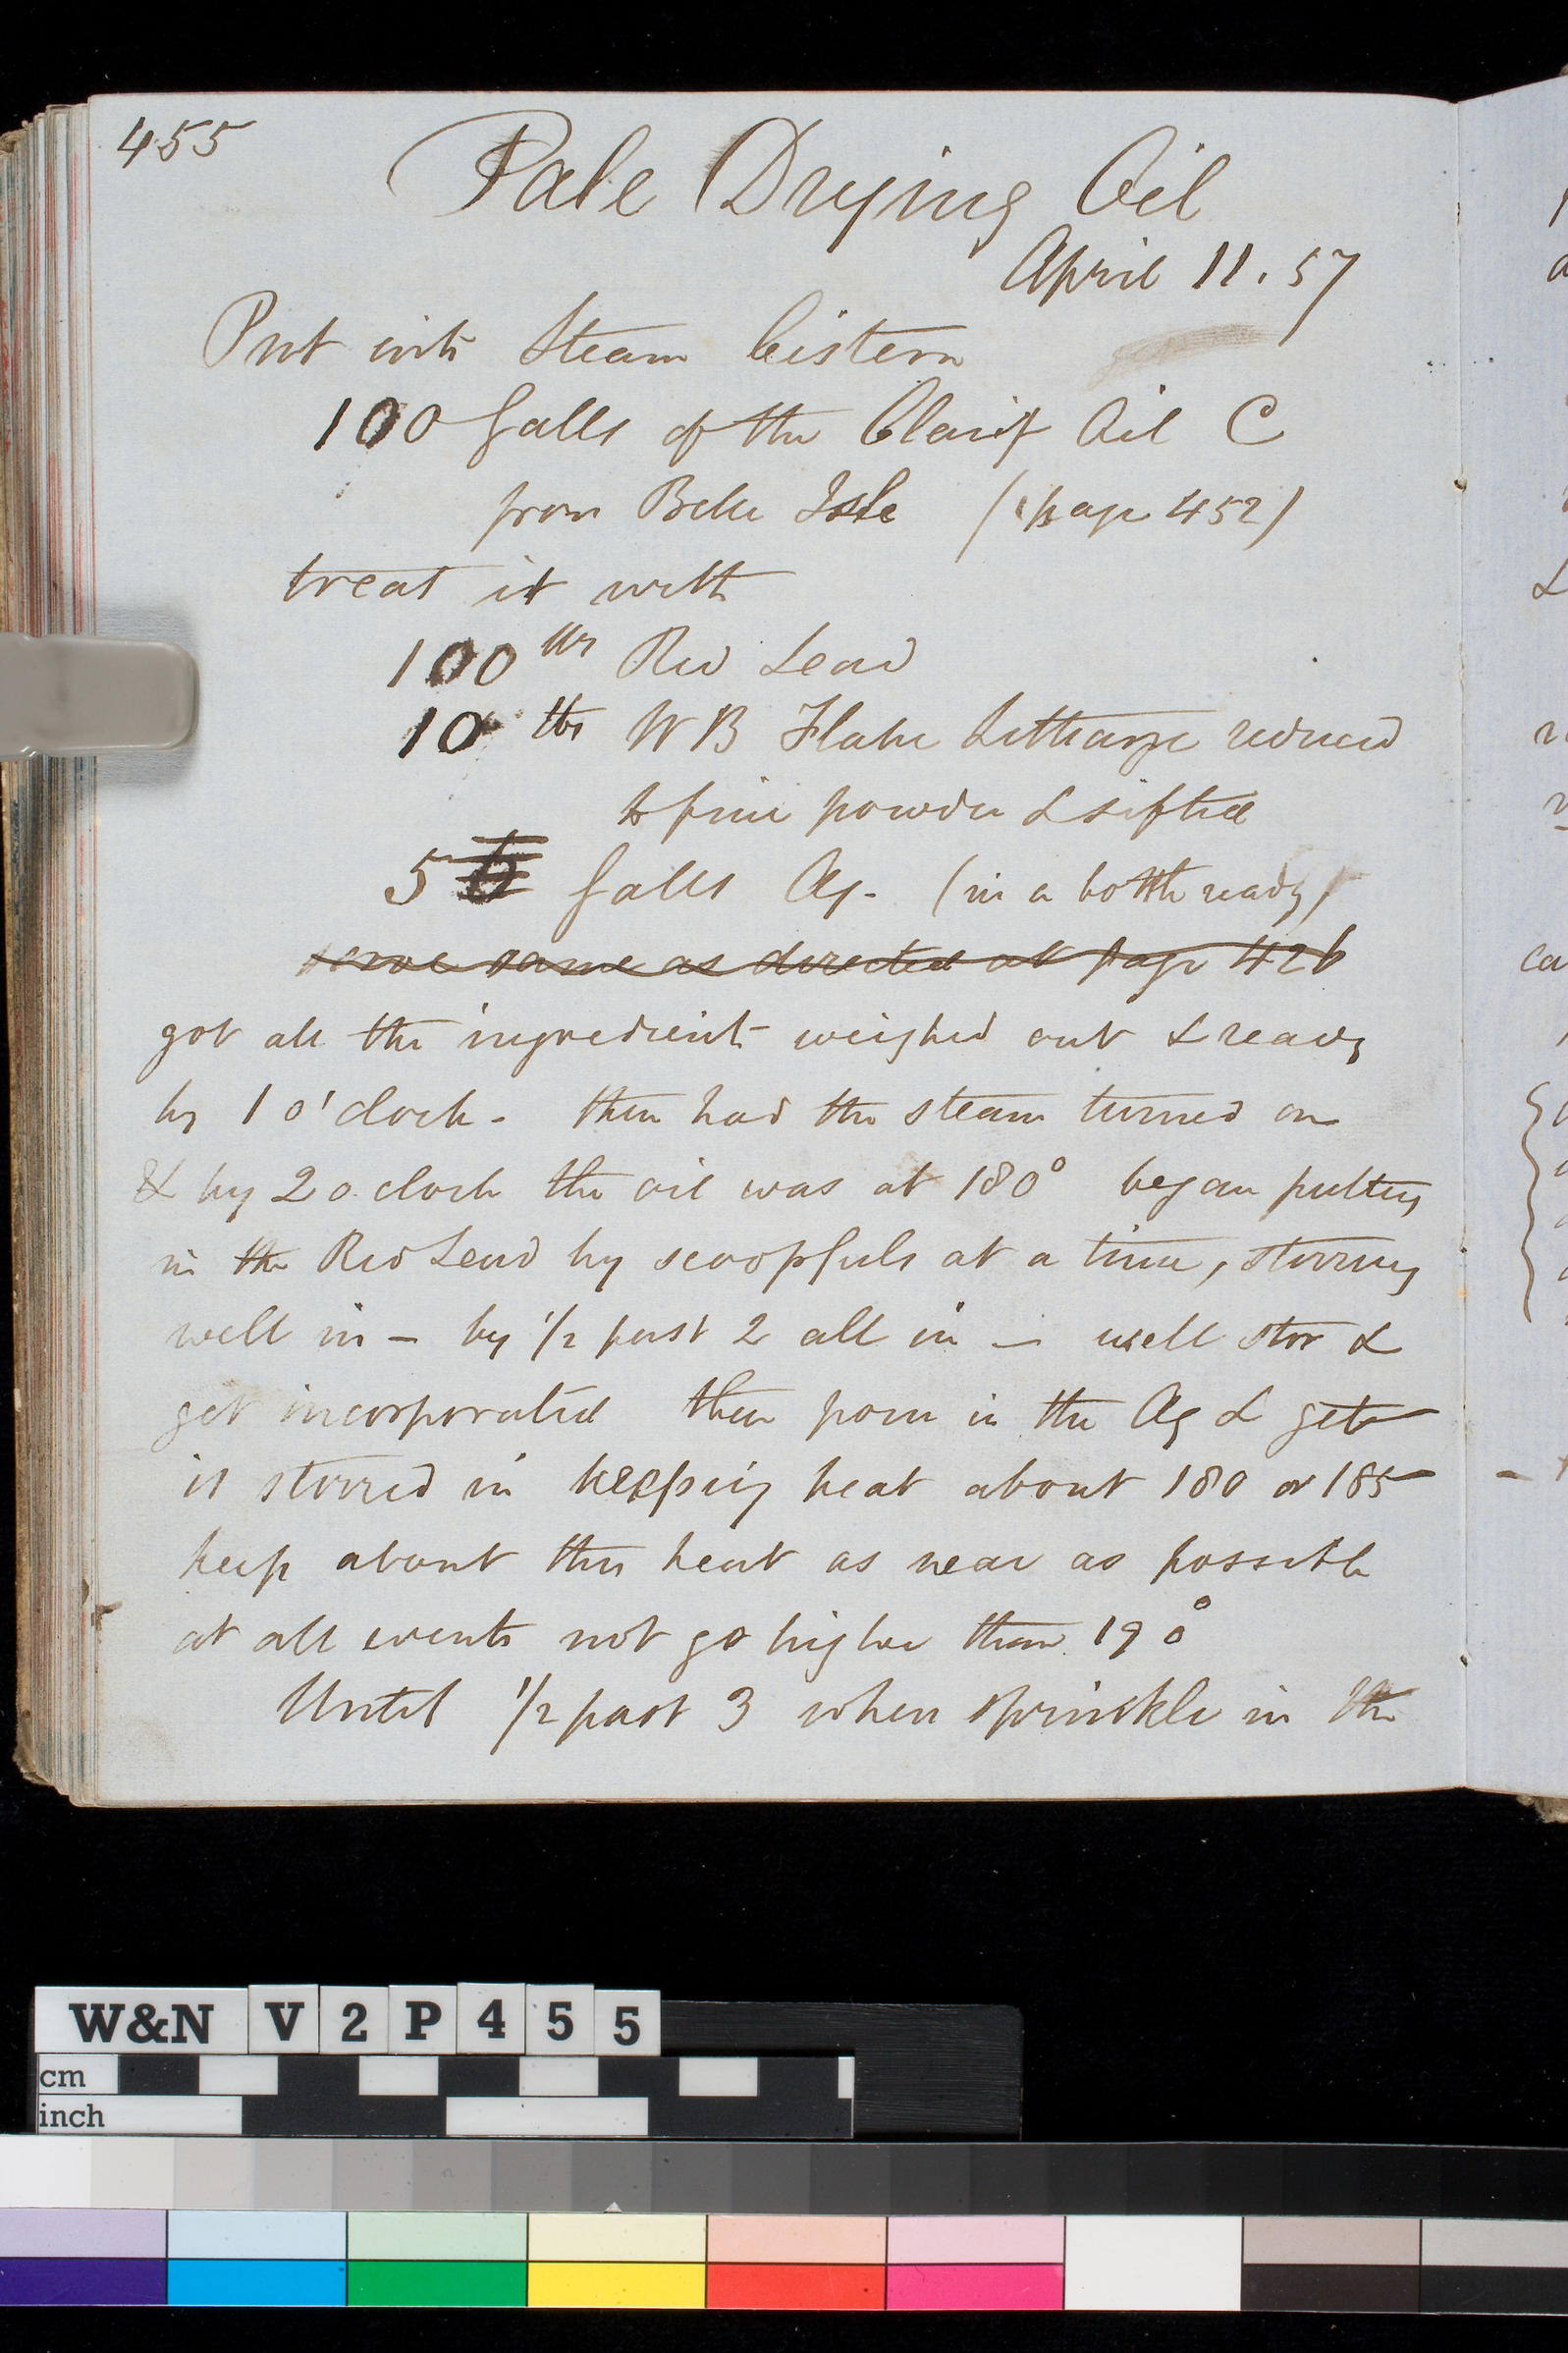 455
Pale Drying Oil
April 11. 57
Put into Steam Cistern
100 Galls of the Clarif Oil C
from Belle Isle (page 452)
treat it with
100 lbs Red Lead
10 lbs W B Flake Litharge reduced
to fine powder & sifted
5 Galls Aq. (in a bottle ready)
same as directed at page 426
got all the ingredients weighed out & ready
by 1 o'clock - then had the steam turned on
& by 2 o.clock the oil was at 180° began putting
in the Red Lead by scoopfuls at a time, stirring
well in - by 1/2 past 2 all in - well stir &
get incorporated then pour in the Aq & get
it stirred in keeping heat about 180 or 185
keep about this heat as near as possible
at all events not go higher than 190°
Until 1/2 past 3 when sprinkle in the
W&N V2P455
cm
inch